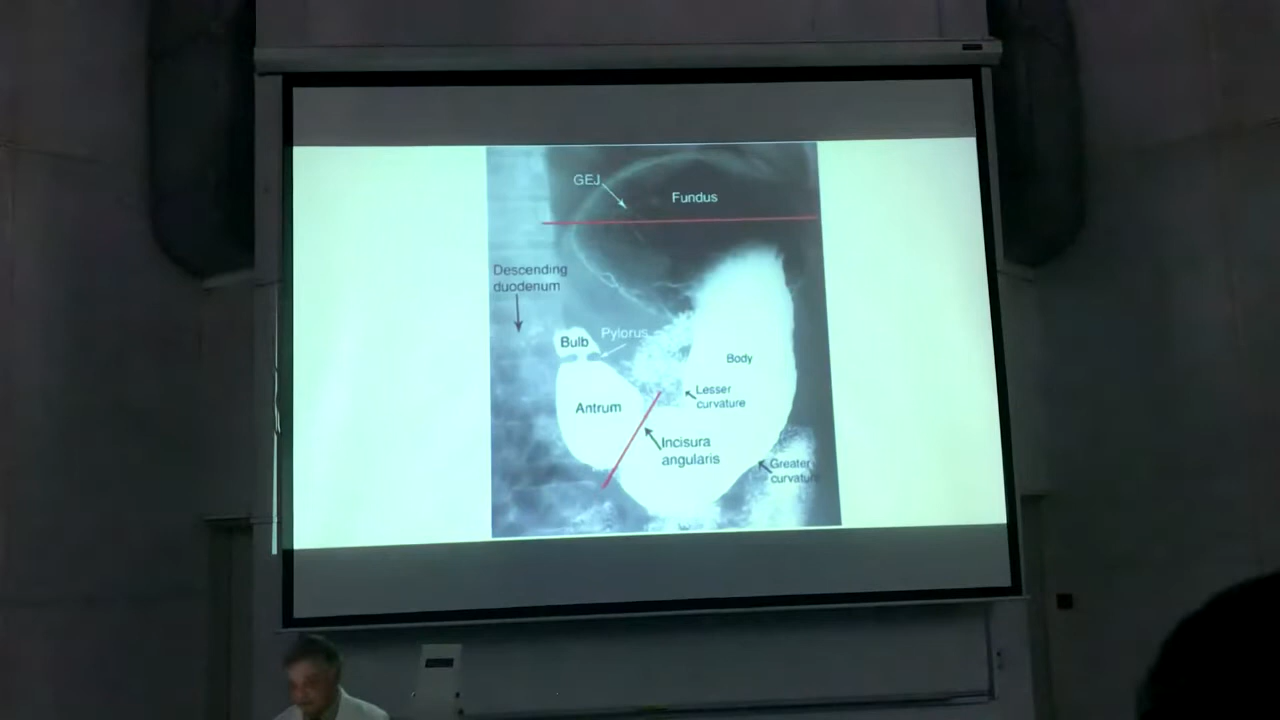 GEJ
Fundus
Descending
duodenum
Bulb
Pylorus
Body
Lesser
curvature
Antrum
Incisura
angularis
Greater
curvature